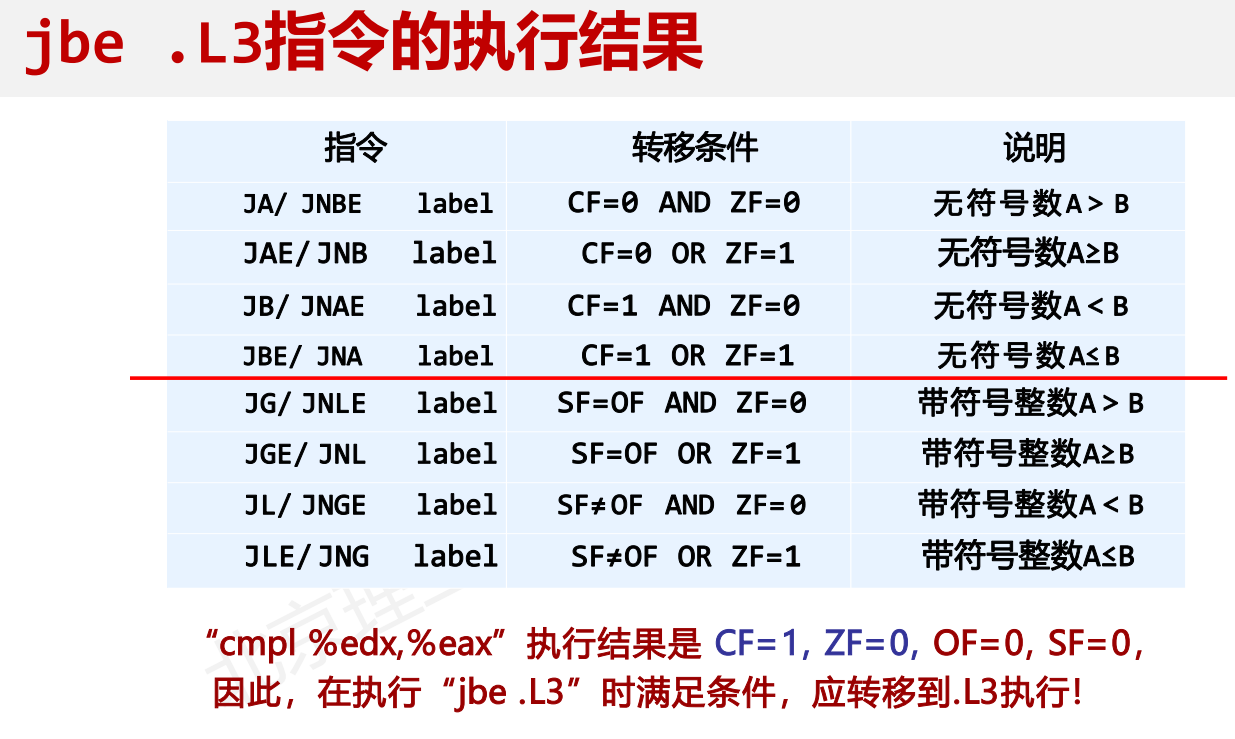 jbe .L3指令的执行结果
指令 转移条件 说明
JA/ JNBE label CF=0 AND ZF=0 无符号数A > B
JAE/ JNB label CF=0 OR ZF=1 无符号数A≥B
JB/ JNAE label CF=1 AND ZF=0 无符号数A < B
JBE/ JNA label CF=1 OR ZF=1 无符号数A≤B
JG/ JNLE label SF=OF AND ZF=0 带符号整数A > B
JGE/ JNL label SF=OF OR ZF=1 带符号整数A≥B
JL/ JNGE label SF≠OF AND ZF=0 带符号整数A < B
JLE/ JNG label SF≠OF OR ZF=1 带符号整数A≤B
“cmpl %edx,%eax” 执行结果是 CF=1, ZF=0, OF=0, SF=0,
因此，在执行“jbe .L3”时满足条件，应转移到.L3执行!